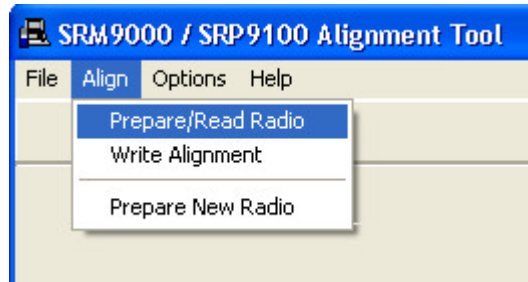 SRM9000 / SRP9100 Alignment Tool
File Align Options Help
Prepare/Read Radio
Write Alignment
Prepare New Radio